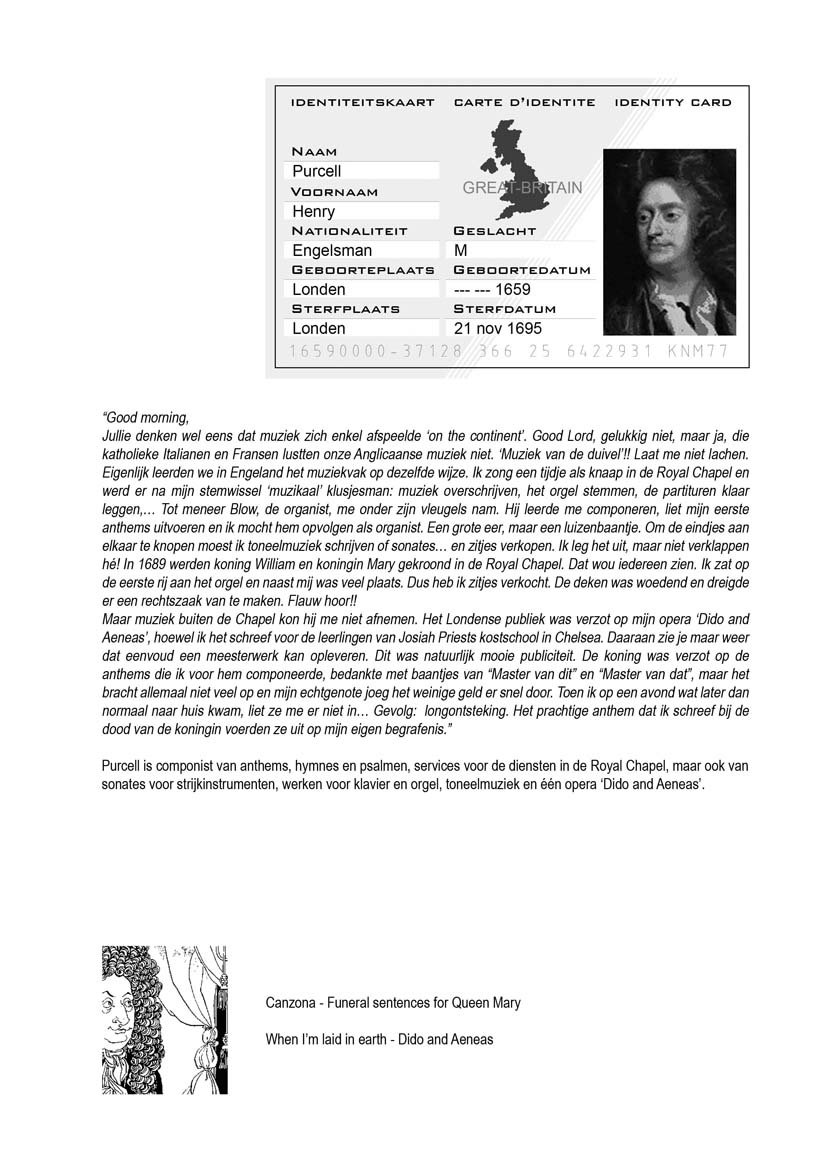 IDENTITEITSKAART CARTE D'IDENTITE IDENTITY CARD
NAAM
Purcell
GREAT-BRITAIN
VOORNAAM
Henry
NATIONALITEIT GESLACHT
Engelsman M
GEBOORTEPLAATS GEBOORTEDATUM
Londen --- --- 1659
STERFPLAATS STERFDATUM
Londen 21 nov 1695
16590000-37128 366 25 6422931 KNM77
“Good morning,
Jullie denken wel eens dat muziek zich enkel afspeelde ‘on the continent’. Good Lord, gelukkig niet, maar ja, die
katholieke Italianen en Fransen lustten onze Anglicaanse muziek niet. ‘Muziek van de duivel’!! Laat me niet lachen.
Eigenlijk leerden we in Engeland het muziekvak op dezelfde wijze. Ik zong een tijdje als knaap in de Royal Chapel en
werd er na mijn stemwissel ‘muzikaal’ klusjesman: muziek overschrijven, het orgel stemmen, de partituren klaar
leggen,… Tot meneer Blow, de organist, me onder zijn vleugels nam. Hij leerde me componeren, liet mijn eerste
anthems uitvoeren en ik mocht hem opvolgen als organist. Een grote eer, maar een luizenbaantje. Om de eindjes aan
elkaar te knopen moest ik toneelmuziek schrijven of sonates… en zitjes verkopen. Ik leg het uit, maar niet verklappen
hé! In 1689 werden koning William en koningin Mary gekroond in de Royal Chapel. Dat wou iedereen zien. Ik zat op
de eerste rij aan het orgel en naast mij was veel plaats. Dus heb ik zitjes verkocht. De deken was woedend en dreigde
er een rechtszaak van te maken. Flauw hoor!!
Maar muziek buiten de Chapel kon hij me niet afnemen. Het Londense publiek was verzot op mijn opera ‘Dido and
Aeneas’, hoewel ik het schreef voor de leerlingen van Josiah Priests kostschool in Chelsea. Daaraan zie je maar weer
dat eenvoud een meesterwerk kan opleveren. Dit was natuurlijk mooie publiciteit. De koning was verzot op de
anthems die ik voor hem componeerde, bedankte met baantjes van “Master van dit” en “Master van dat”, maar het
bracht allemaal niet veel op en mijn echtgenote joeg het weinige geld er snel door. Toen ik op een avond wat later dan
normaal naar huis kwam, liet ze me er niet in… Gevolg: longontsteking. Het prachtige anthem dat ik schreef bij de
dood van de koningin voerden ze uit op mijn eigen begrafenis.”
Purcell is componist van anthems, hymnes en psalmen, services voor de diensten in de Royal Chapel, maar ook van
sonates voor strijkinstrumenten, werken voor klavier en orgel, toneelmuziek en één opera ‘Dido and Aeneas’.
Canzona - Funeral sentences for Queen Mary
When I’m laid in earth - Dido and Aeneas